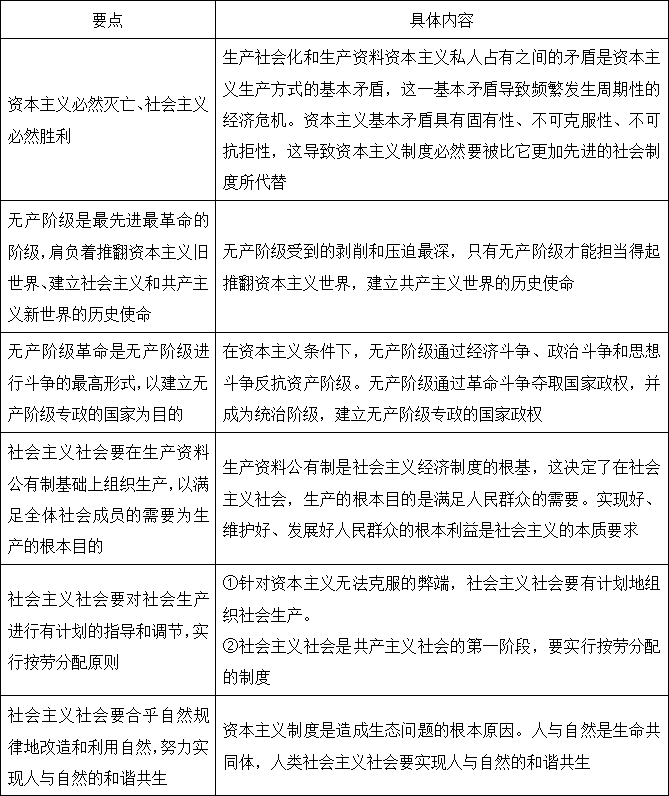 要点
具体内容
资本主义必然灭亡、社会主义
必然胜利
生产社会化和生产资料资本主义私人占有之间的矛盾是资本主
义生产方式的基本矛盾，这一基本矛盾导致频繁发生周期性的
经济危机。资本主义基本矛盾具有固有性、不可克服性、不可
抗拒性，这导致资本主义制度必然要被比它更加先进的社会制
度所代替
无产阶级是最先进最革命的
阶级，肩负着推翻资本主义旧
世界、建立社会主义和共产主
义新世界的历史使命
无产阶级受到的剥削和压迫最深，只有无产阶级才能担当得起
推翻资本主义世界，建立共产主义世界的历史使命
无产阶级革命是无产阶级进
行斗争的最高形式，以建立无
产阶级专政的国家为目的
在资本主义条件下，无产阶级通过经济斗争、政治斗争和思想
斗争反抗资产阶级。无产阶级通过革命斗争夺取国家政权，并
成为统治阶级，建立无产阶级专政的国家政权
社会主义社会要在生产资料
公有制基础上组织生产，以满
足全体社会成员的需要为生
产的根本目的
生产资料公有制是社会主义经济制度的根基，这决定了在社会
主义社会，生产的根本目的是满足人民群众的需要。实现好、
维护好、发展好人民群众的根本利益是社会主义的本质要求
社会主义社会要对社会生产
进行有计划的指导和调节，实
行按劳分配原则
①针对资本主义无法克服的弊端，社会主义社会要有计划地组
织社会生产。
②社会主义社会是共产主义社会的第一阶段，要实行按劳分配
的制度
社会主义社会要合乎自然规
律地改造和利用自然，努力实
现人与自然的和谐共生
资本主义制度是造成生态问题的根本原因。人与自然是生命共
同体，人类社会主义社会要实现人与自然的和谐共生